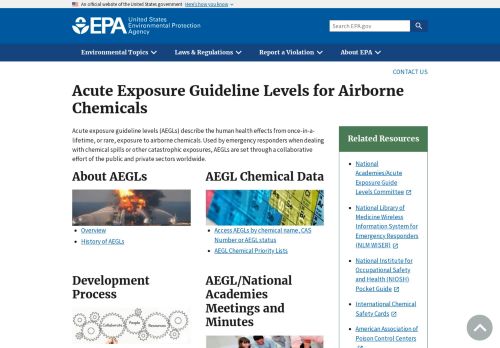 An official website of the United States government Here's how you know
EPA United States
Environmental Protection
Agency
Search EPA.gov
Environmental Topics
Laws & Regulations
Report a Violation
About EPA
CONTACT US
Acute Exposure Guideline Levels for Airborne
Chemicals
Acute exposure guideline levels (AEGLs) describe the human health effects from once-in-a-
lifetime, or rare, exposure to airborne chemicals. Used by emergency responders when dealing
with chemical spills or other catastrophic exposures, AEGLs are set through a collaborative
effort of the public and private sectors worldwide.
About AEGLs
Overview
History of AEGLs
AEGL Chemical Data
Access AEGLs by chemical name, CAS
Number or AEGL status
AEGL Chemical Priority Lists
Development
Process
Collaborate
People
Resources
AEGL/National
Academies
Meetings and
Minutes
Related Resources
National
Academies/Acute
Exposure Guide
Levels Committee
National Library of
Medicine Wireless
Information System for
Emergency Responders
(NLM WISER)
National Institute for
Occupational Safety
and Health (NIOSH)
Pocket Guide
International Chemical
Safety Cards
American Association of
Poison Control Centers